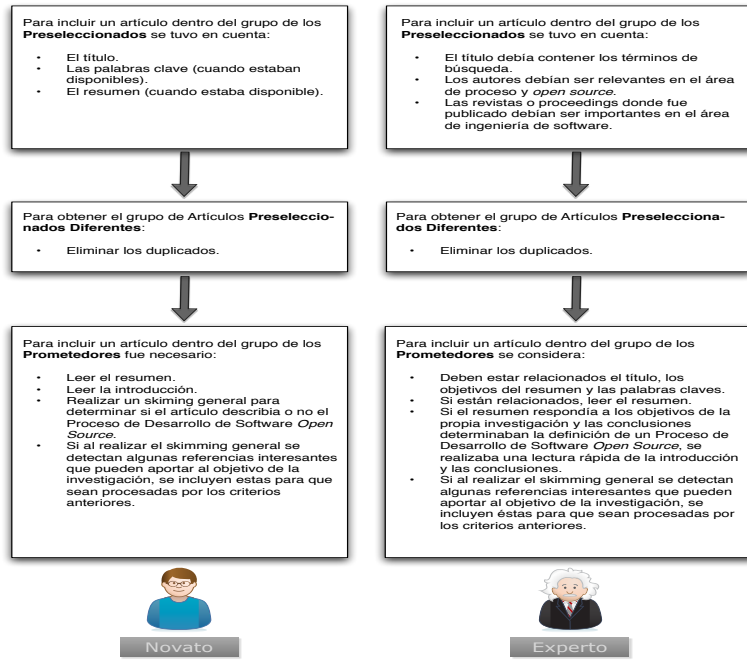 Para incluir un artículo dentro del grupo de los
Preseleccionados se tuvo en cuenta:
• El título.
• Las palabras clave (cuando estaban
disponibles).
• El resumen (cuando estaba disponible).
Para obtener el grupo de Artículos Preseleccio-
nados Diferentes:
• Eliminar los duplicados.
Para incluir un artículo dentro del grupo de los
Prometedores fue necesario:
• Leer el resumen.
• Leer la introducción.
• Realizar un skiming general para
determinar si el artículo describia o no el
Proceso de Desarrollo de Software Open
Source.
• Si al realizar el skimming general se
detectan algunas referencias interesantes
que pueden aportar al objetivo de la
investigación, se incluyen estas para que
sean procesadas por los criterios
anteriores.
Novato
Para incluir un artículo dentro del grupo de los
Preseleccionados se tuvo en cuenta:
• El título debía contener los términos de
búsqueda.
• Los autores debían ser relevantes en el área
de proceso y open source.
• Las revistas o proceedings donde fue
publicado debían ser importantes en el área
de ingeniería de software.
Para obtener el grupo de Artículos Preselecciona-
dos Diferentes:
• Eliminar los duplicados.
Para incluir un artículo dentro del grupo de los
Prometedores se considera:
• Deben estar relacionados el título, los
objetivos del resumen y las palabras claves.
• Si están relacionados, leer el resumen.
• Si el resumen respondía a los objetivos de la
propia investigación y las conclusiones
determinaban la definición de un Proceso de
Desarrollo de Software Open Source, se
realizaba una lectura rápida de la introducción
y las conclusiones.
• Si al realizar el skimming general se detectan
algunas referencias interesantes que pueden
aportar al objetivo de la investigación, se
incluyen éstas para que sean procesadas por
los criterios anteriores.
Experto